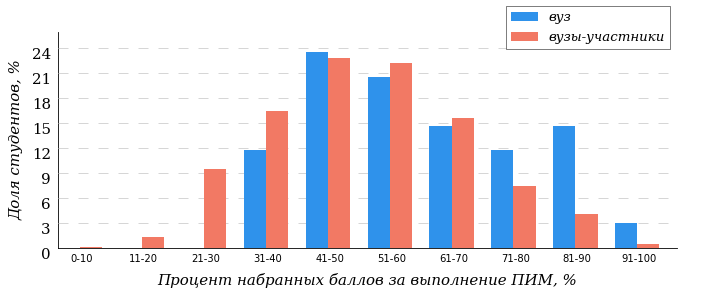 вуз
вузы-участники
Доля студентов, %
24
21
18
15
12
9
6
3
0
0-10 11-20 21-30 31-40 41-50 51-60 61-70 71-80 81-90 91-100
Процент набранных баллов за выполнение ПИМ, %